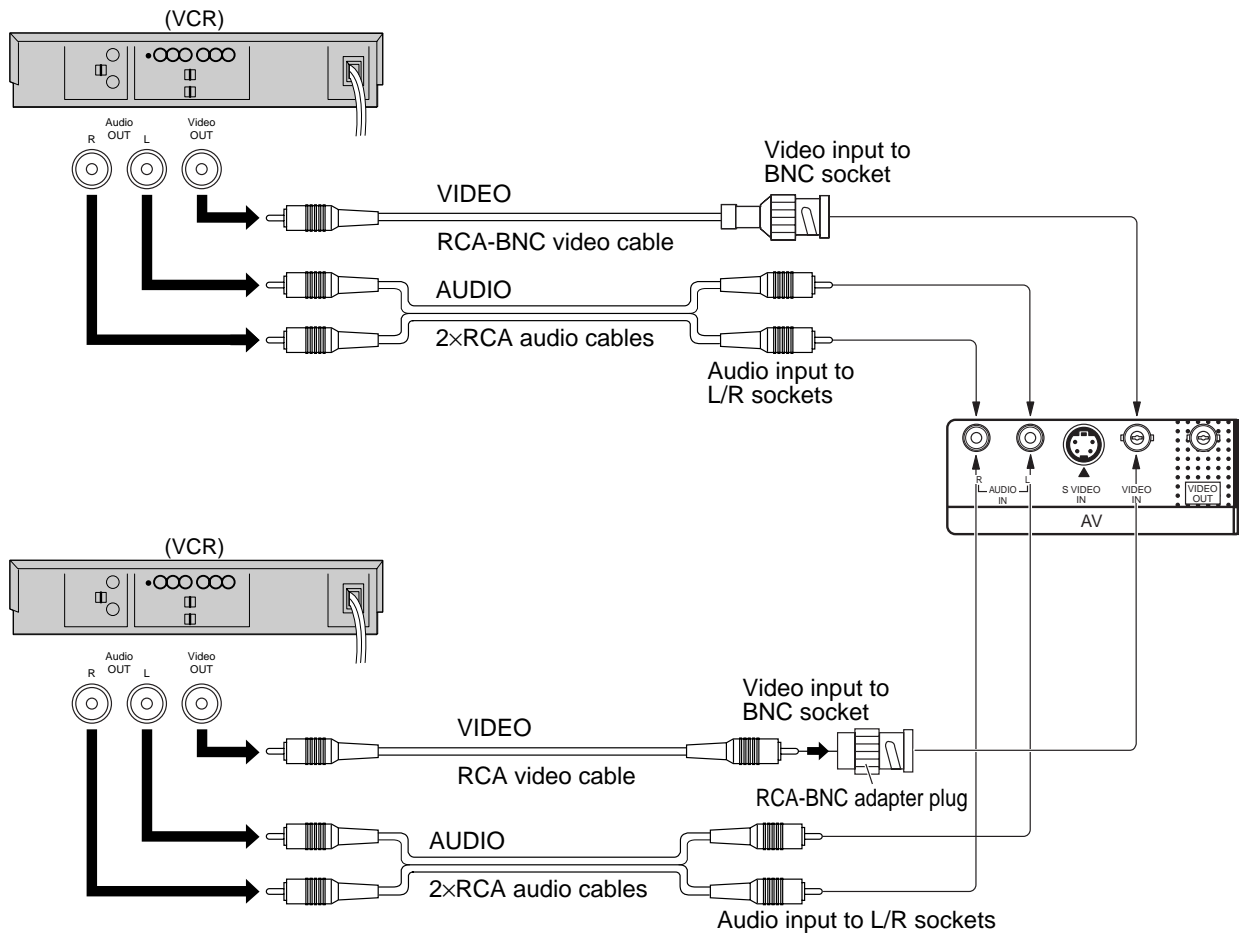 (VCR)
Audio
OUT
R
L
Video
OUT
VIDEO
RCA-BNC video cable
Video input to
BNC socket
AUDIO
2×RCA audio cables
Audio input to
L/R sockets
R
L
AUDIO
IN
S VIDEO
IN
VIDEO
IN
VIDEO
OUT
AV
(VCR)
Audio
OUT
R
L
Video
OUT
VIDEO
RCA video cable
Video input to
BNC socket
RCA-BNC adapter plug
AUDIO
2×RCA audio cables
Audio input to L/R sockets